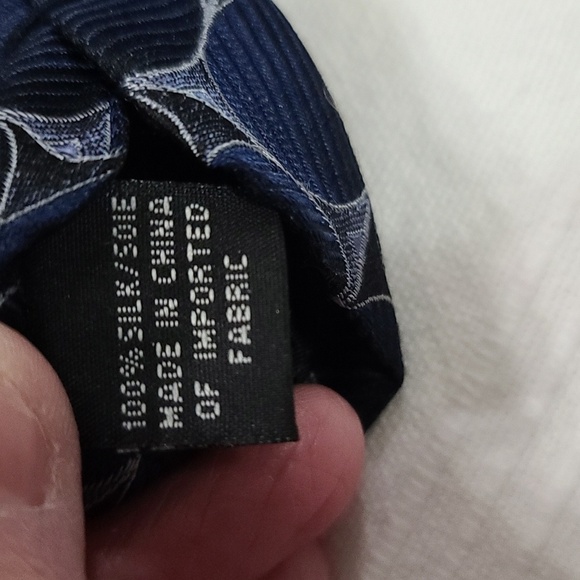 100% SILK/SOIE
MADE IN CHINA
OF IMPORTED
FABRIC